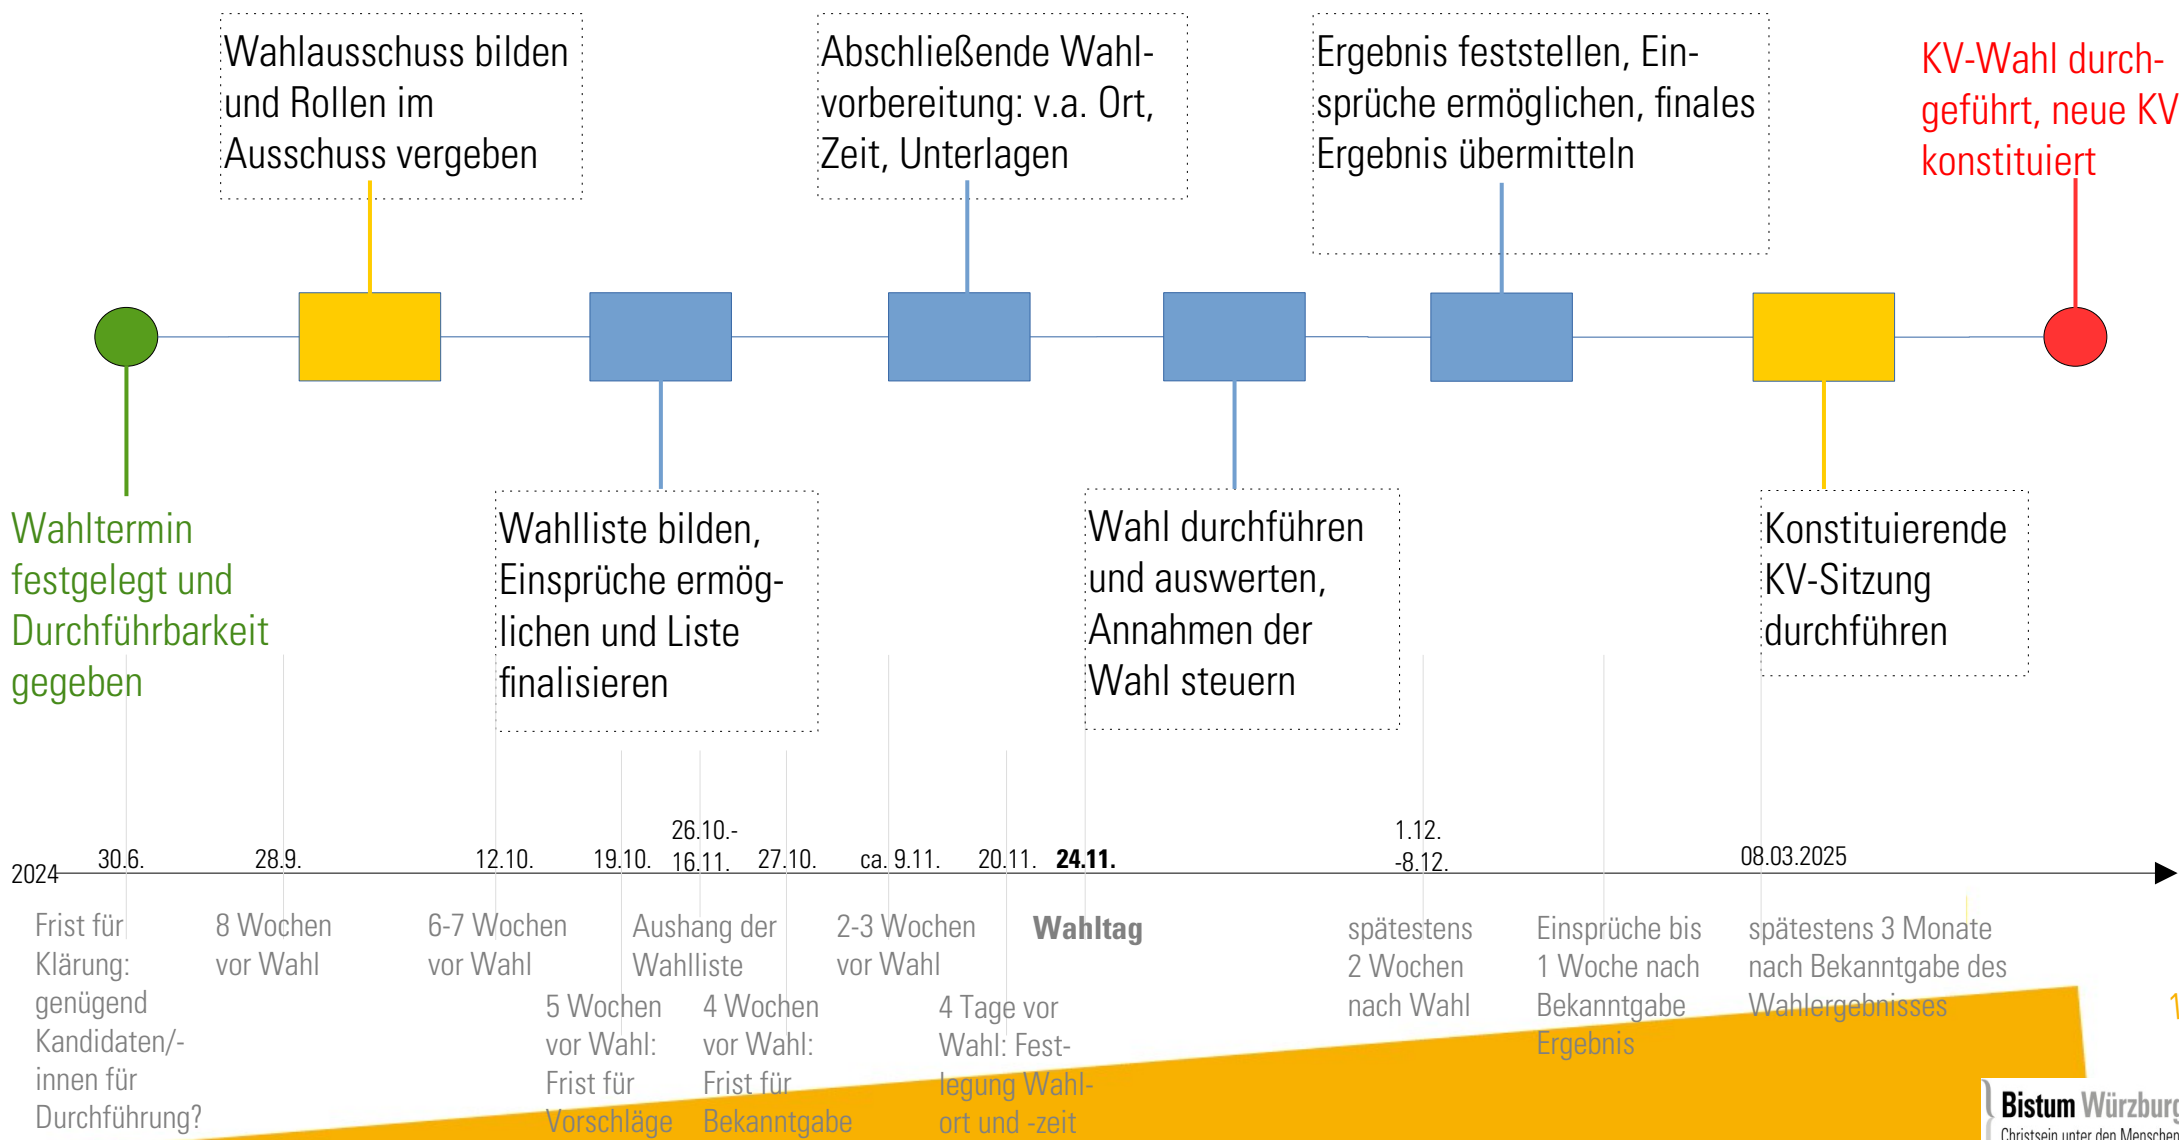 Wahlausschuss bilden
und Rollen im
Ausschuss vergeben
Abschließende Wahl-
vorbereitung: v.a. Ort,
Zeit, Unterlagen
Ergebnis feststellen, Ein-
sprüche ermöglichen, finales
Ergebnis übermitteln
KV-Wahl durch-
geführt, neue KV
konstituiert
Wahltermin
festgelegt und
Durchführbarkeit
gegeben
Wahlliste bilden,
Einsprüche ermög-
lichen und Liste
finalisieren
Wahl durchführen
und auswerten,
Annahmen der
Wahl steuern
Konstituierende
KV-Sitzung
durchführen
2024
30.6.
28.9.
12.10.
19.10.
26.10.-
16.11.
27.10.
ca. 9.11.
20.11.
24.11.
1.12.
-8.12.
08.03.2025
Frist für
Klärung:
genügend
Kandidaten/-
innen für
Durchführung?
8 Wochen
vor Wahl
6-7 Wochen
vor Wahl
5 Wochen
vor Wahl:
Frist für
Vorschläge
Aushang der
Wahlliste
4 Wochen
vor Wahl:
Frist für
Bekanntgabe
2-3 Wochen
vor Wahl
4 Tage vor
Wahl: Fest-
legung Wahl-
ort und -zeit
Wahltag
spätestens
2 Wochen
nach Wahl
Einsprüche bis
1 Woche nach
Bekanntgabe
Ergebnis
spätestens 3 Monate
nach Bekanntgabe des
Wahlergebnisses
1
Bistum Würzburg
Christsein unter den Menschen